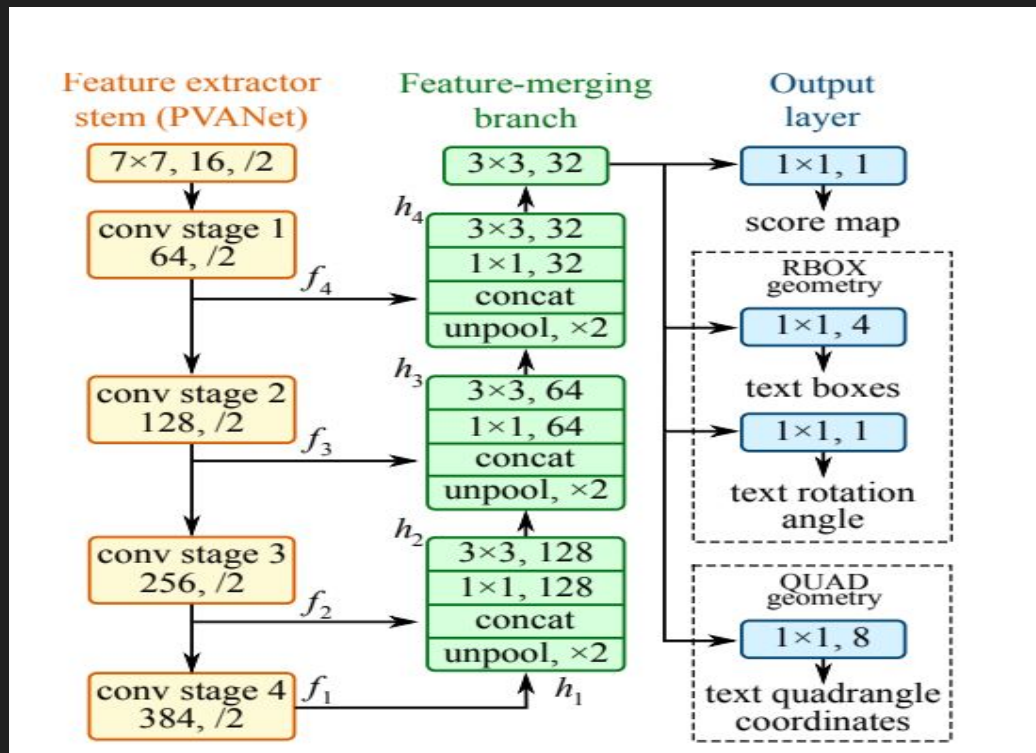 Feature extractor
stem (PVANet)
7×7, 16, /2
conv stage 1
64, /2
f4
conv stage 2
128, /2
f3
conv stage 3
256, /2
f2
conv stage 4
384, /2
f1
Feature-merging
branch
3×3, 32
h4
3×3, 32
1×1, 32
concat
unpool, ×2
h3
3×3, 64
1×1, 64
concat
unpool, ×2
h2
3×3, 128
1×1, 128
concat
unpool, ×2
h1
Output
layer
1×1, 1
score map
RBOX
geometry
1×1, 4
text boxes
1×1, 1
text rotation
angle
QUAD
geometry
1×1, 8
text quadrangle
coordinates